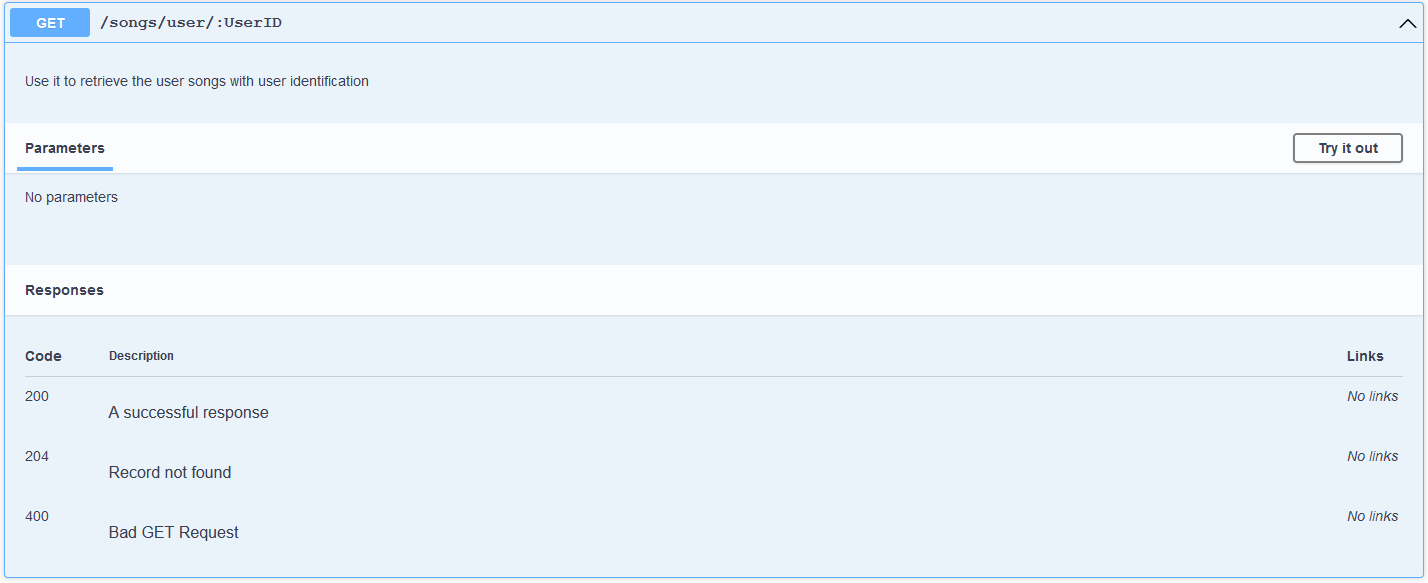 GET /songs/user/:UserID
Use it to retrieve the user songs with user identification
Parameters Try it out
No parameters
Responses
Code Description Links
200 No links
A successful response
204 No links
Record not found
400 No links
Bad GET Request